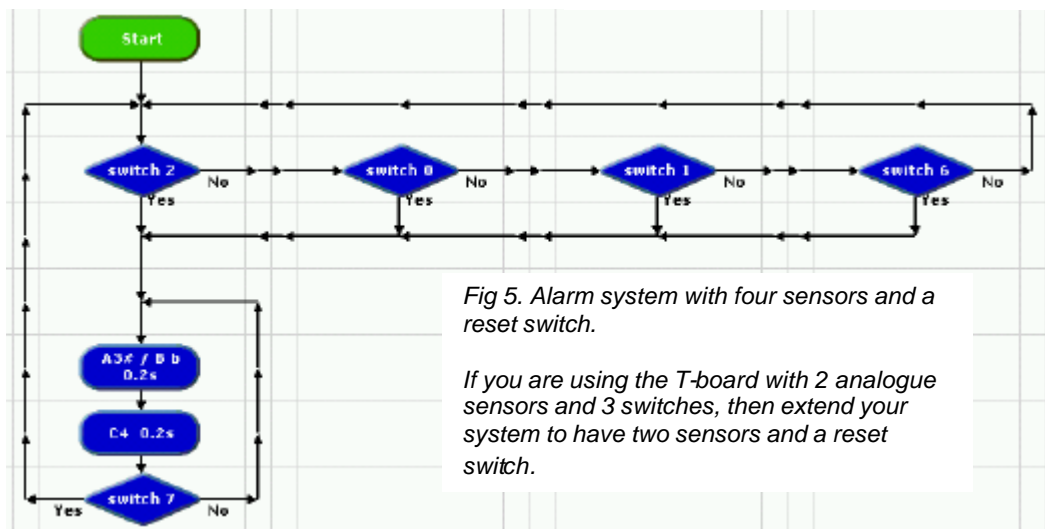 Start
switch 2
No
switch 0
No
switch 1
No
switch 6
No
Yes
Yes
Yes
Yes
Fig 5. Alarm system with four sensors and a
reset switch.
If you are using the T-board with 2 analogue
sensors and 3 switches, then extend your
system to have two sensors and a reset
switch.
A3# / B b
0.2s
C4 0.2s
switch 7
Yes
No